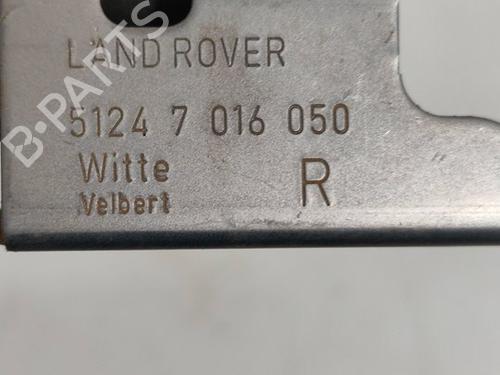 LAND ROVER
5124 7 016 050
Witte R
Velbert
B-PARTS